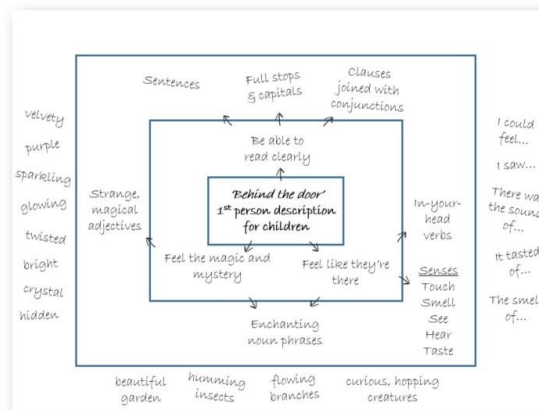 Sentences
Full stops
& capitals
Clauses
joined with
conjunctions
velvety
purple
sparkling
glowing
twisted
bright
crystal
hidden
Be able to
read clearly
Strange,
magical
adjectives
'Behind the door'
1st person description
for children
In-your-
head
verbs
Feel the magic and
mystery
Feel like they're
there
Senses
Touch
Smell
See
Hear
Taste
Enchanting
noun phrases
I could
feel...
I saw...
There was
the sound
of...
It tasted
of...
The smell
of...
beautiful
garden
humming
insects
flowing
branches
curious, hopping
creatures